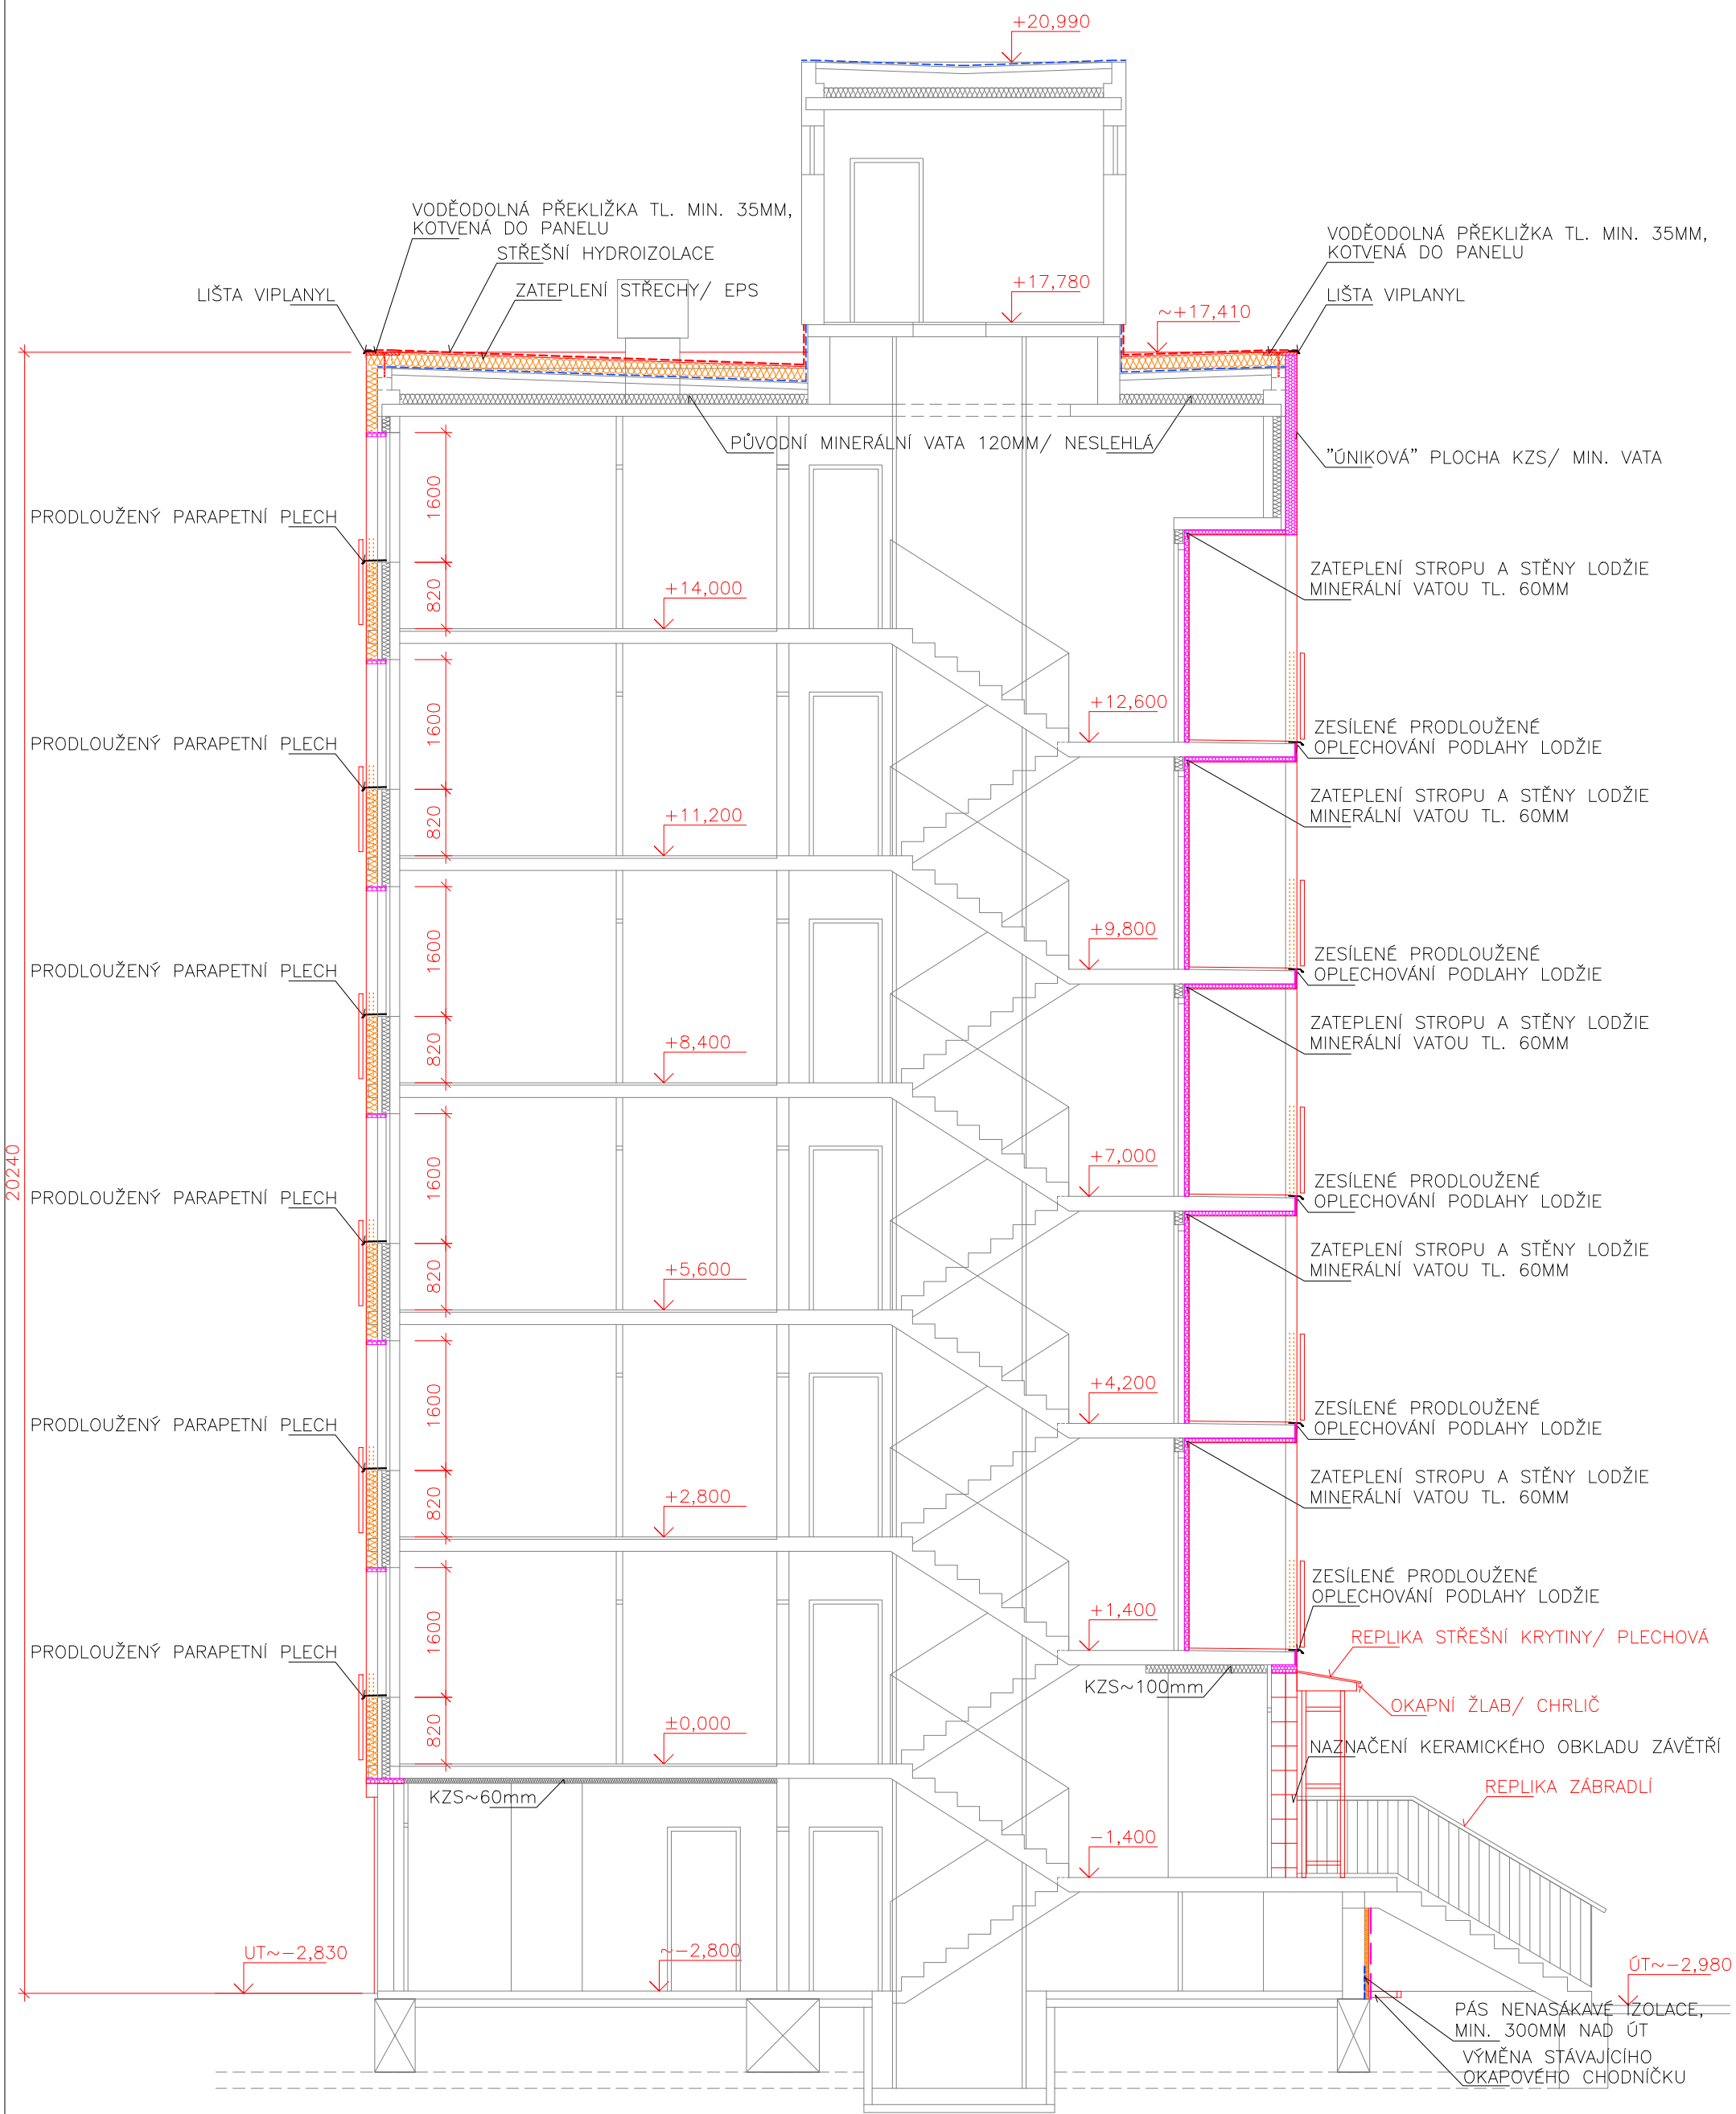 +20,990
VODĚODOLNÁ PŘEKLIŽKA TL. MIN. 35MM,
KOTVENÁ DO PANELU
STŘEŠNÍ HYDROIZOLACE
ZATEPLENÍ STŘECHY/ EPS
LIŠTA VIPLANYL
+17,780
~+17,410
VODĚODOLNÁ PŘEKLIŽKA TL. MIN. 35MM,
KOTVENÁ DO PANELU
LIŠTA VIPLANYL
PŮVODNÍ MINERÁLNÍ VATA 120MM/ NESLEHLÁ
"ÚNIKOVÁ" PLOCHA KZS/ MIN. VATA
1600
PRODLOUŽENÝ PARAPETNÍ PLECH
820
+14,000
ZATEPLENÍ STROPU A STĚNY LODŽIE
MINERÁLNÍ VATOU TL. 60MM
+12,600
ZESÍLENÉ PRODLOUŽENÉ
OPLECHOVÁNÍ PODLAHY LODŽIE
1600
PRODLOUŽENÝ PARAPETNÍ PLECH
820
+11,200
ZATEPLENÍ STROPU A STĚNY LODŽIE
MINERÁLNÍ VATOU TL. 60MM
+9,800
ZESÍLENÉ PRODLOUŽENÉ
OPLECHOVÁNÍ PODLAHY LODŽIE
1600
PRODLOUŽENÝ PARAPETNÍ PLECH
820
+8,400
ZATEPLENÍ STROPU A STĚNY LODŽIE
MINERÁLNÍ VATOU TL. 60MM
20240
+7,000
ZESÍLENÉ PRODLOUŽENÉ
OPLECHOVÁNÍ PODLAHY LODŽIE
1600
PRODLOUŽENÝ PARAPETNÍ PLECH
820
+5,600
ZATEPLENÍ STROPU A STĚNY LODŽIE
MINERÁLNÍ VATOU TL. 60MM
+4,200
ZESÍLENÉ PRODLOUŽENÉ
OPLECHOVÁNÍ PODLAHY LODŽIE
1600
PRODLOUŽENÝ PARAPETNÍ PLECH
820
+2,800
ZATEPLENÍ STROPU A STĚNY LODŽIE
MINERÁLNÍ VATOU TL. 60MM
+1,400
ZESÍLENÉ PRODLOUŽENÉ
OPLECHOVÁNÍ PODLAHY LODŽIE
1600
PRODLOUŽENÝ PARAPETNÍ PLECH
820
±0,000
REPLIKA STŘEŠNÍ KRYTINY/ PLECHOVÁ
KZS~100mm
OKAPNÍ ŽLAB/ CHRLIČ
NAZNAČENÍ KERAMICKÉHO OBKLADU ZÁVĚTŘÍ
REPLIKA ZÁBRADLÍ
KZS~60mm
-1,400
UT~-2,830
~-2,800
ÚT~-2,980
PÁS NENASÁKAVÉ IZOLACE,
MIN. 300MM NAD ÚT
VÝMĚNA STÁVAJÍCÍHO
OKAPOVÉHO CHODNÍČKU